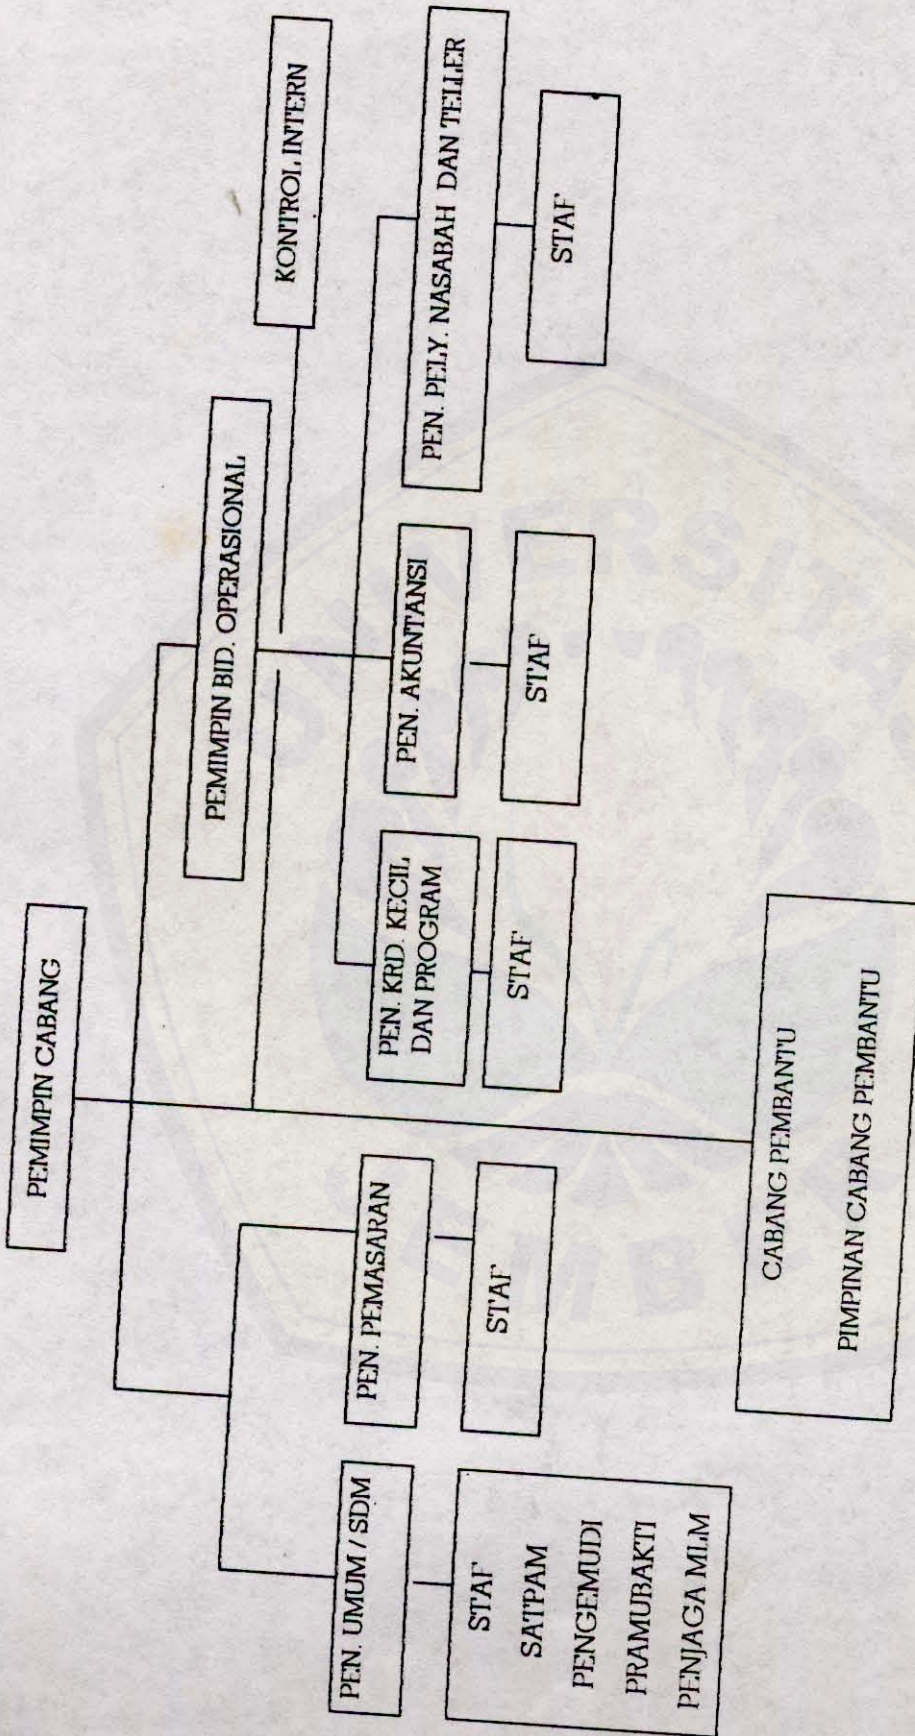 PEMIMPIN CABANG
PEMIMPIN BID. OPERASIONAL
KONTROL INTERN
PEN. UMUM / SDM
PEN. PEMASARAN
PEN. KRD. KECIL
DAN PROGRAM
PEN. AKUNTANSI
PEN. PELY. NASABAH DAN TELLER
STAF
SATPAM
PENGEMUDI
PRAMUBAKTI
PENJAGA MLM
STAF
STAF
STAF
STAF
CABANG PEMBANTU
PIMPINAN CABANG PEMBANTU
UNIVERSITAS
JEMBER